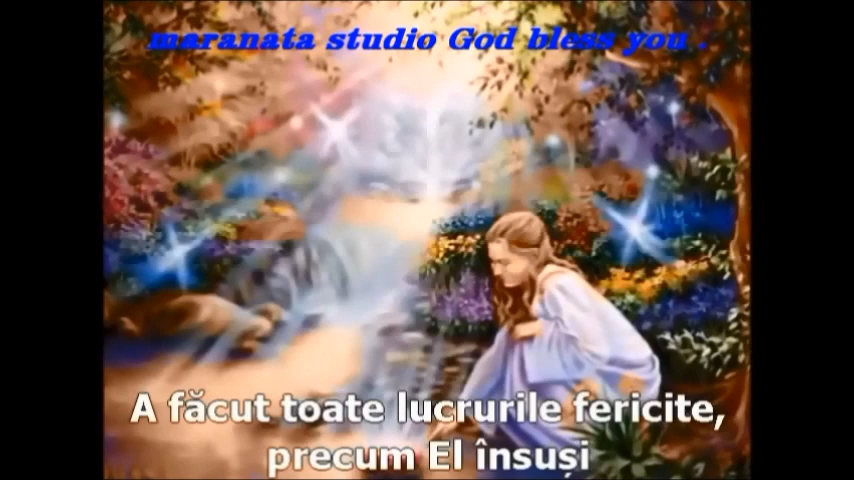 maranata studio God bless you .
A făcut toate lucrurile fericite,
precum El însuși